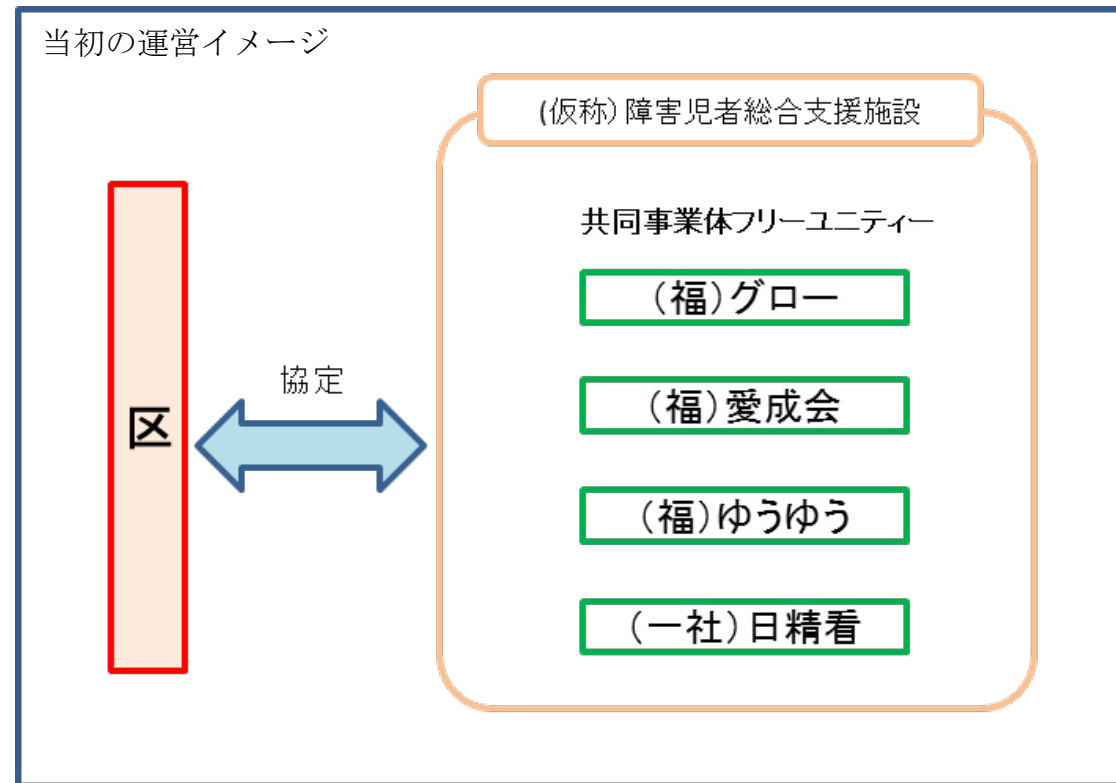 当初の運営イメージ
(仮称)障害児者総合支援施設
共同事業体フリーユニティー
(福)グロー
協定
(福)愛成会
区
(福)ゆうゆう
(一社)日精看